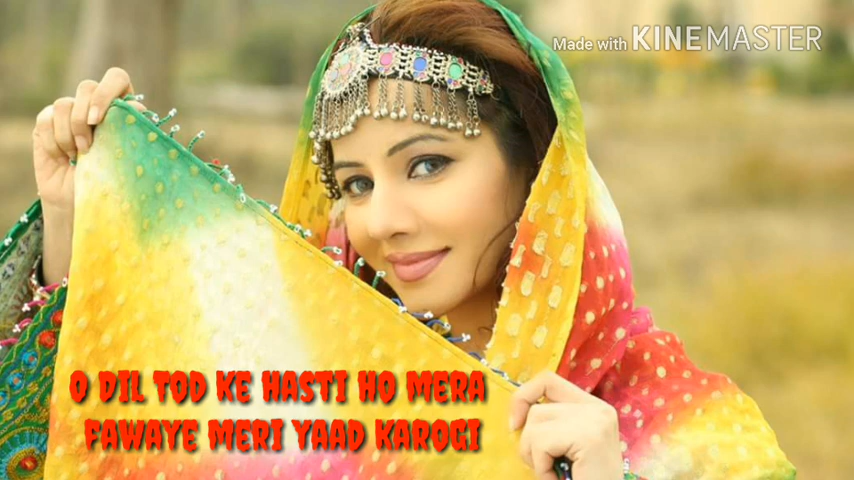 Made with KINEMASTER
O DIL TOD KE HASTI HO MERA
FAWAYE MERI YAAD KAROGI